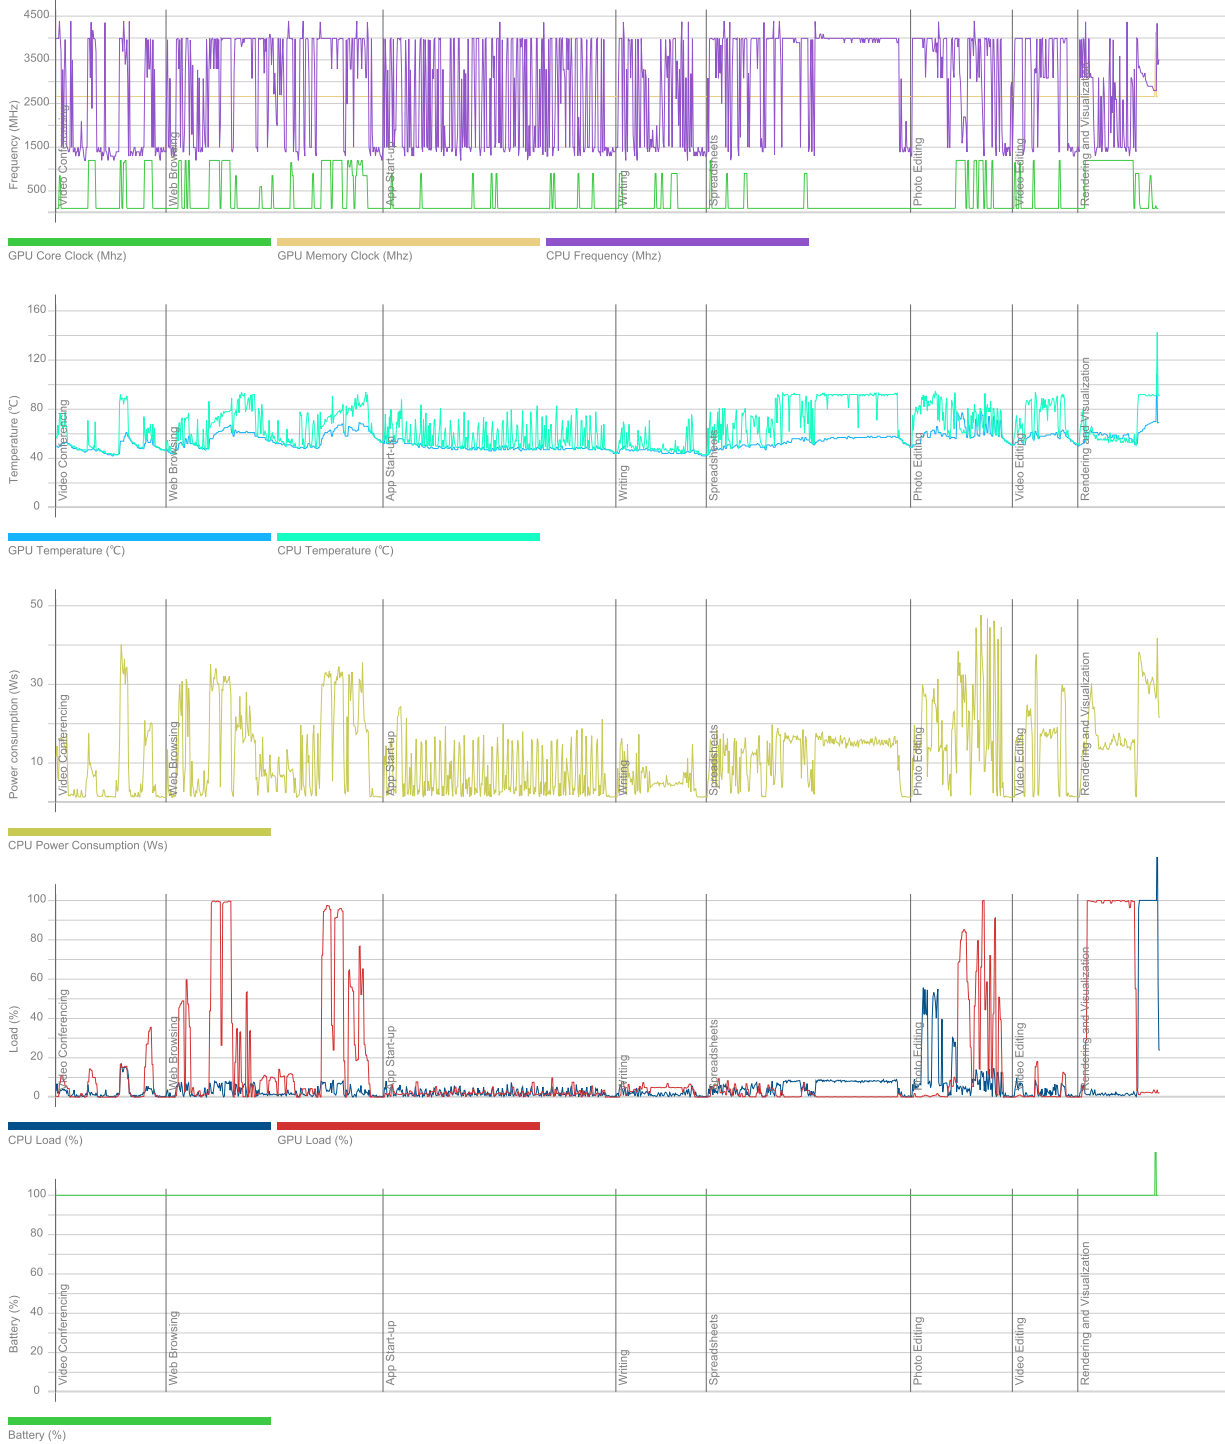 Frequency (MHz)
4500
3500
2500
1500
500
Video Conferencing
Web Browsing
App Start-up
Writing
Spreadsheets
Photo Editing
Video Editing
Rendering and Visualization
GPU Core Clock (Mhz)
GPU Memory Clock (Mhz)
CPU Frequency (Mhz)
Temperature (°C)
160
120
80
40
0
Video Conferencing
Web Browsing
App Start-up
Writing
Spreadsheets
Photo Editing
Video Editing
Rendering and Visualization
GPU Temperature (°C)
CPU Temperature (°C)
Power consumption (Ws)
50
30
10
Video Conferencing
Web Browsing
App Start-up
Writing
Spreadsheets
Photo Editing
Video Editing
Rendering and Visualization
CPU Power Consumption (Ws)
Load (%)
100
80
60
40
20
0
Video Conferencing
Web Browsing
App Start-up
Writing
Spreadsheets
Photo Editing
Video Editing
Rendering and Visualization
CPU Load (%)
GPU Load (%)
Battery (%)
100
80
60
40
20
0
Video Conferencing
Web Browsing
App Start-up
Writing
Spreadsheets
Photo Editing
Video Editing
Rendering and Visualization
Battery (%)